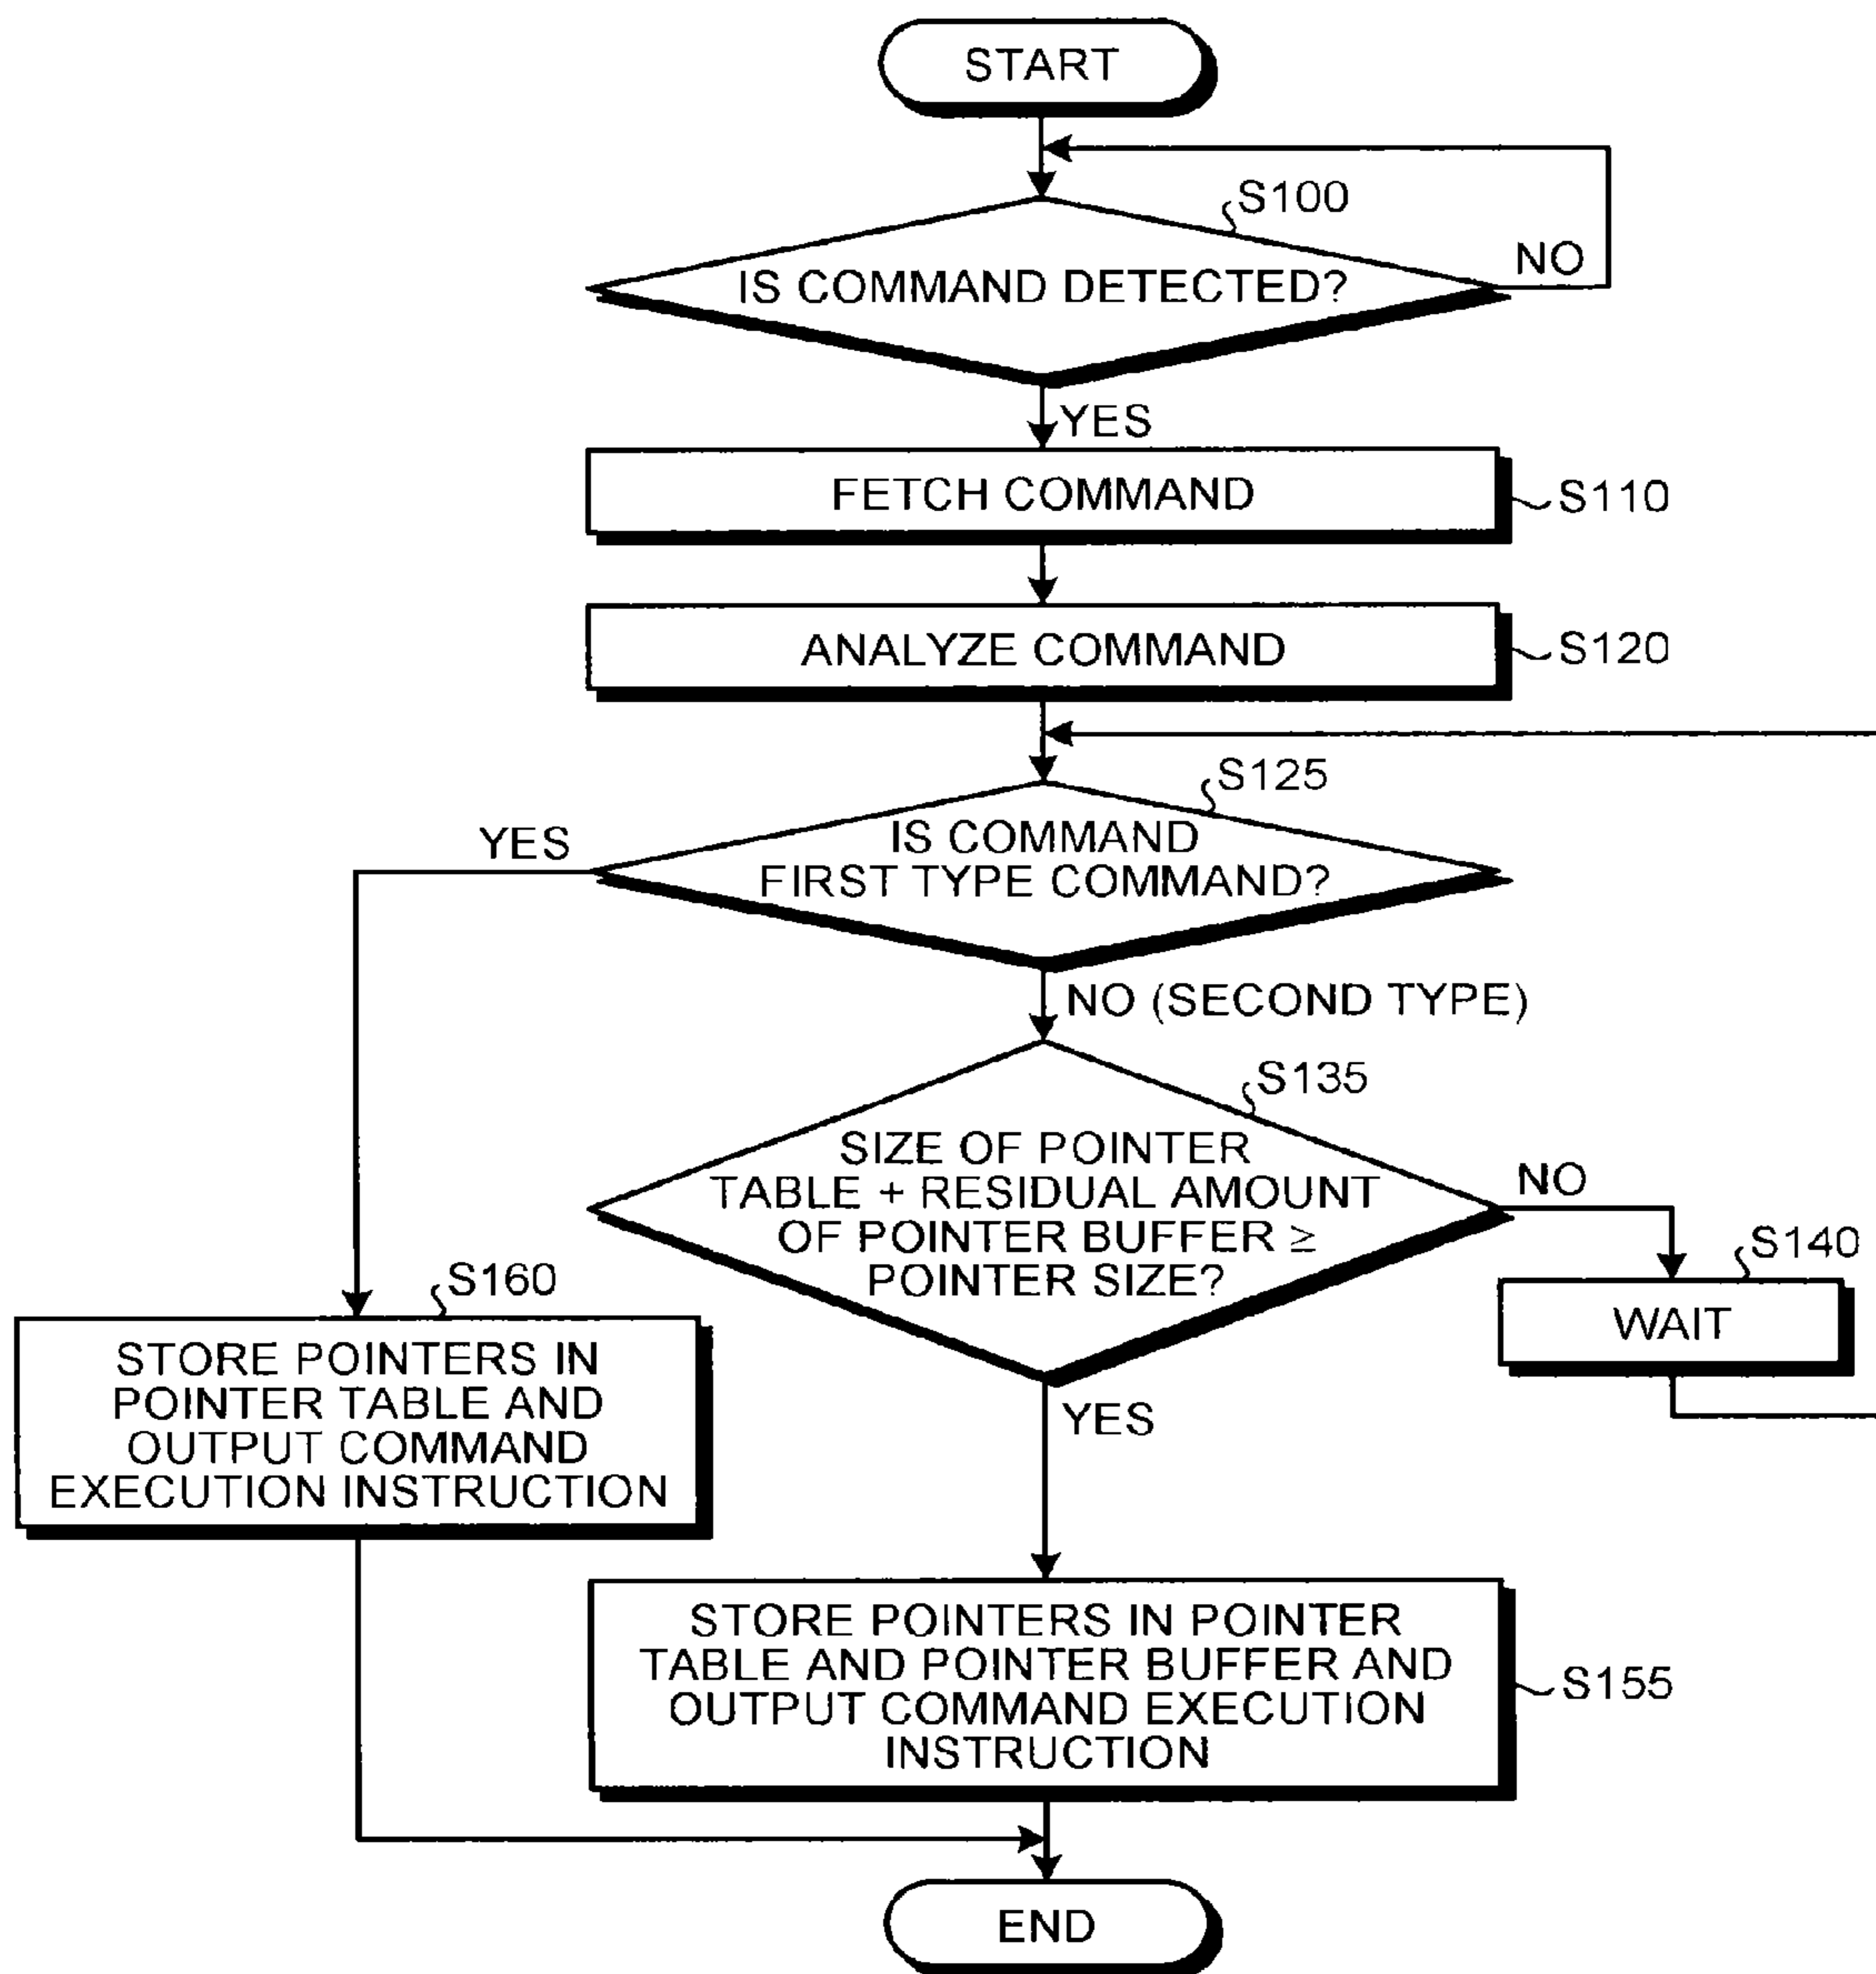 START
S100
NO
IS COMMAND DETECTED?
YES
FETCH COMMAND
S110
ANALYZE COMMAND
S120
S125
YES
IS COMMAND
FIRST TYPE COMMAND?
NO (SECOND TYPE)
S135
SIZE OF POINTER
TABLE + RESIDUAL AMOUNT
OF POINTER BUFFER ≥
POINTER SIZE?
NO
S140
WAIT
S160
STORE POINTERS IN
POINTER TABLE AND
OUTPUT COMMAND
EXECUTION INSTRUCTION
YES
STORE POINTERS IN POINTER
TABLE AND POINTER BUFFER AND
OUTPUT COMMAND EXECUTION
INSTRUCTION
S155
END